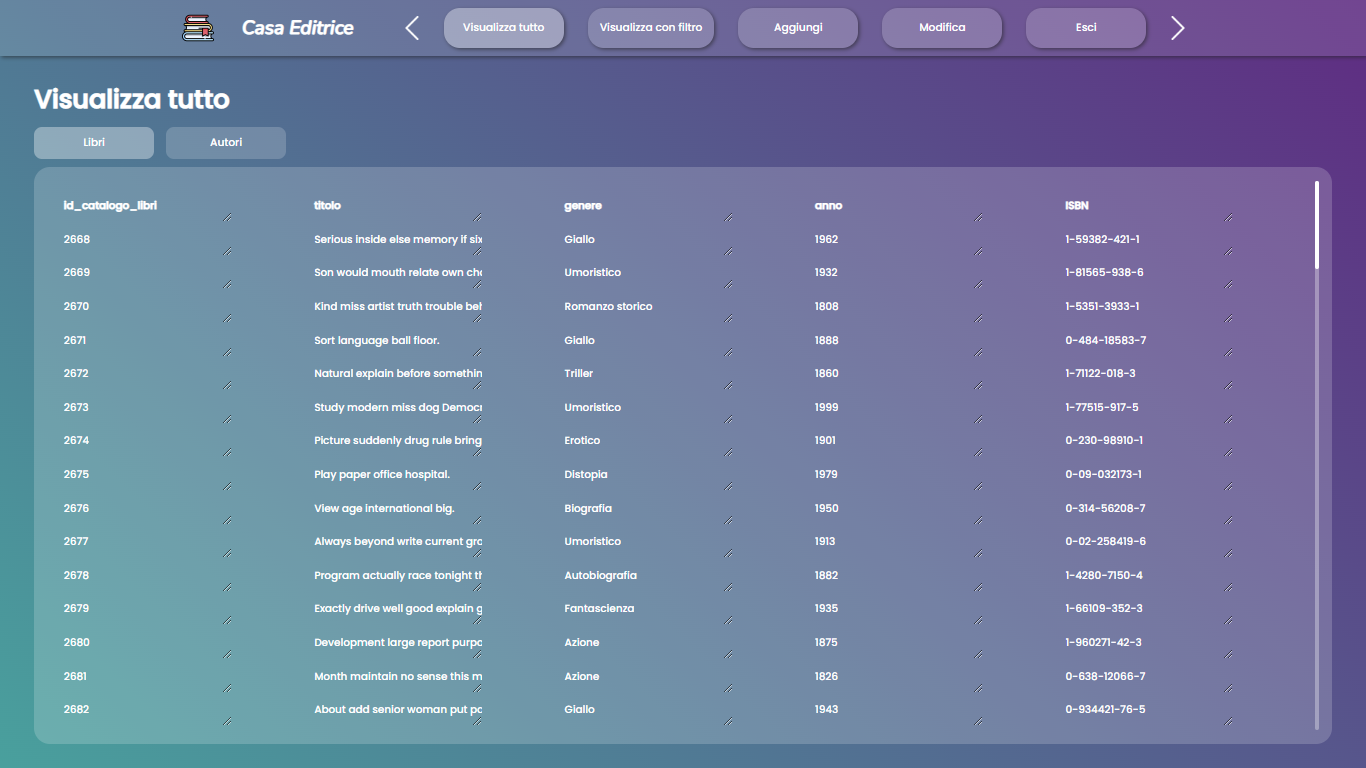 Casa Editrice Visualizza tutto Visualizza con filtro Aggiungi Modifica Esci
Visualizza tutto
Libri Autori
id_catalogo_libri titolo genere anno ISBN
2668 Serious inside else memory if six Giallo 1962 1-59382-421-1
2669 Son would mouth relate own Umoristico 1932 1-81565-938-6
2670 Kind miss artist truth trouble Romanzo storico 1808 1-5351-3933-1
2671 Sort language ball floor. Giallo 1888 0-484-18583-7
2672 Natural explain before somethin Triller 1860 1-71122-018-3
2673 Study modern miss dog Democr Umoristico 1999 1-77515-917-5
2674 Picture suddenly drug rule bring Erotico 1901 0-230-98910-1
2675 Play paper office hospital. Distopia 1979 0-09-032173-1
2676 View age international big. Biografia 1950 0-314-56208-7
2677 Always beyond write current Umoristico 1913 0-02-258419-6
2678 Program actually race tonight Autobiografia 1882 1-4280-7150-4
2679 Exactly drive well good explain g Fantascienza 1935 1-66109-352-3
2680 Development large report Azione 1875 1-960271-42-3
2681 Month maintain no sense this m Azione 1826 0-638-12066-7
2682 About add senior woman put Giallo 1943 0-934421-76-5